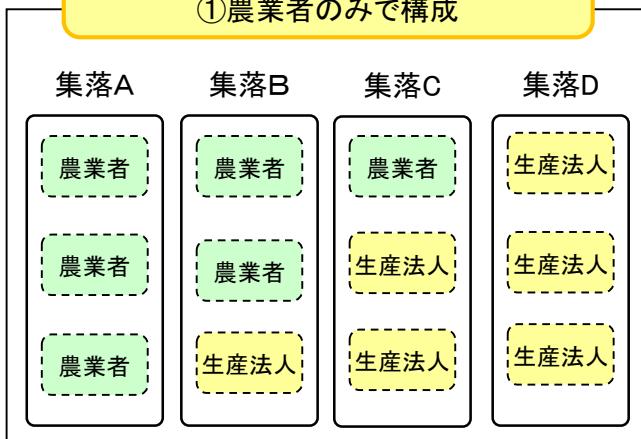 ①農業者のみで構成
集落A 集落B 集落C 集落D
農業者 農業者 農業者 生産法人
農業者 農業者 生産法人 生産法人
農業者 生産法人 生産法人 生産法人